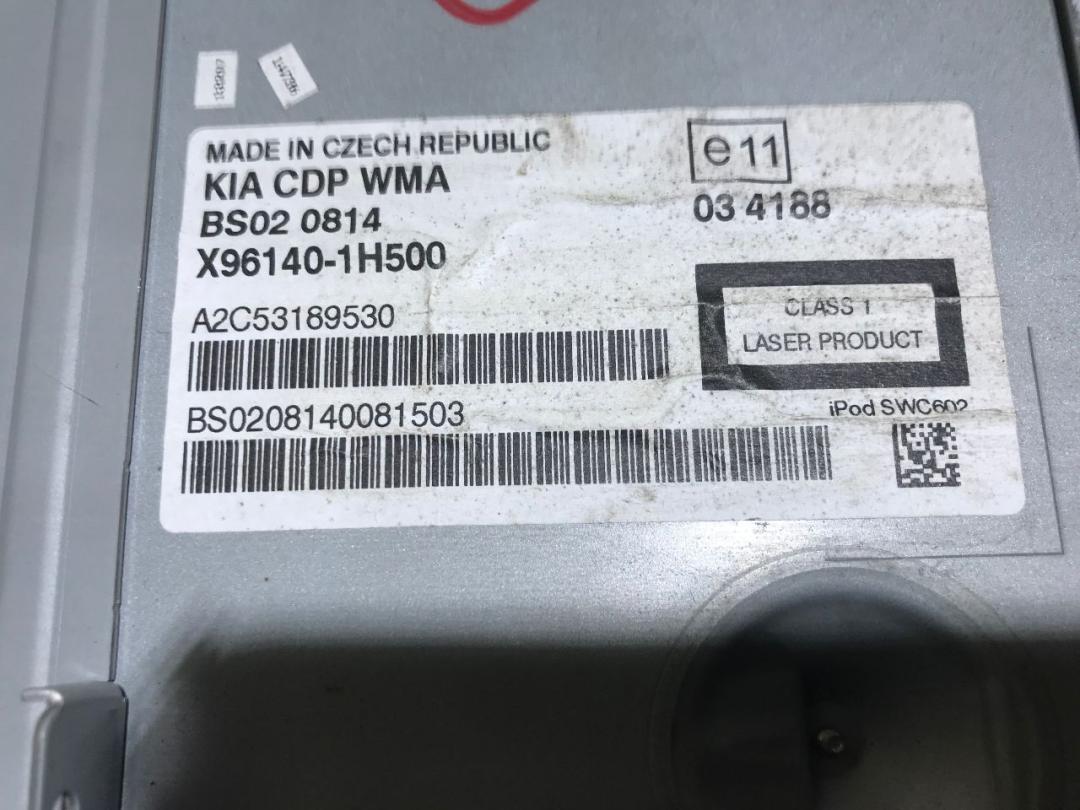 MADE IN CZECH REPUBLIC
KIA CDP WMA
BS02 0814
X96140-1H500
e11
03 4188
A2C53189530
CLASS 1
LASER PRODUCT
BS0208140081503
iPod SWC602